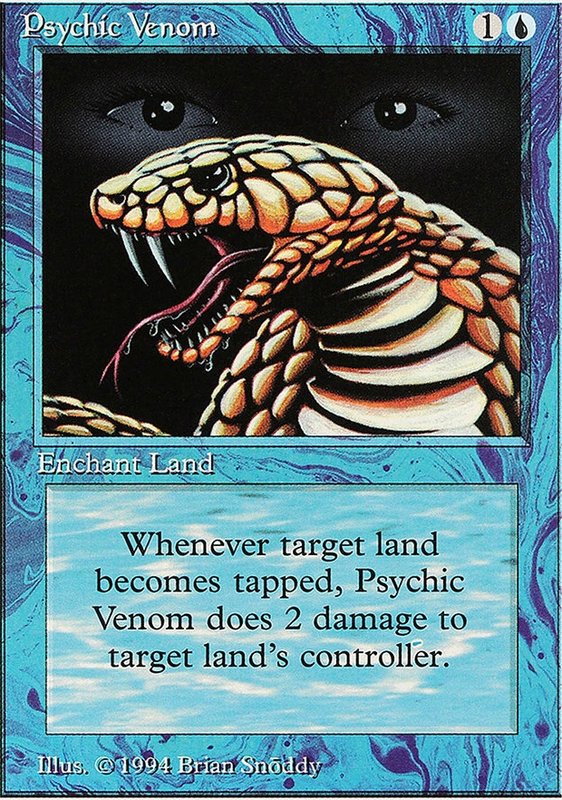 Psychic Venom 1
Enchant Land
Whenever target land
becomes tapped, Psychic
Venom does 2 damage to
target land's controller.
Illus. © 1994 Brian Snōddy